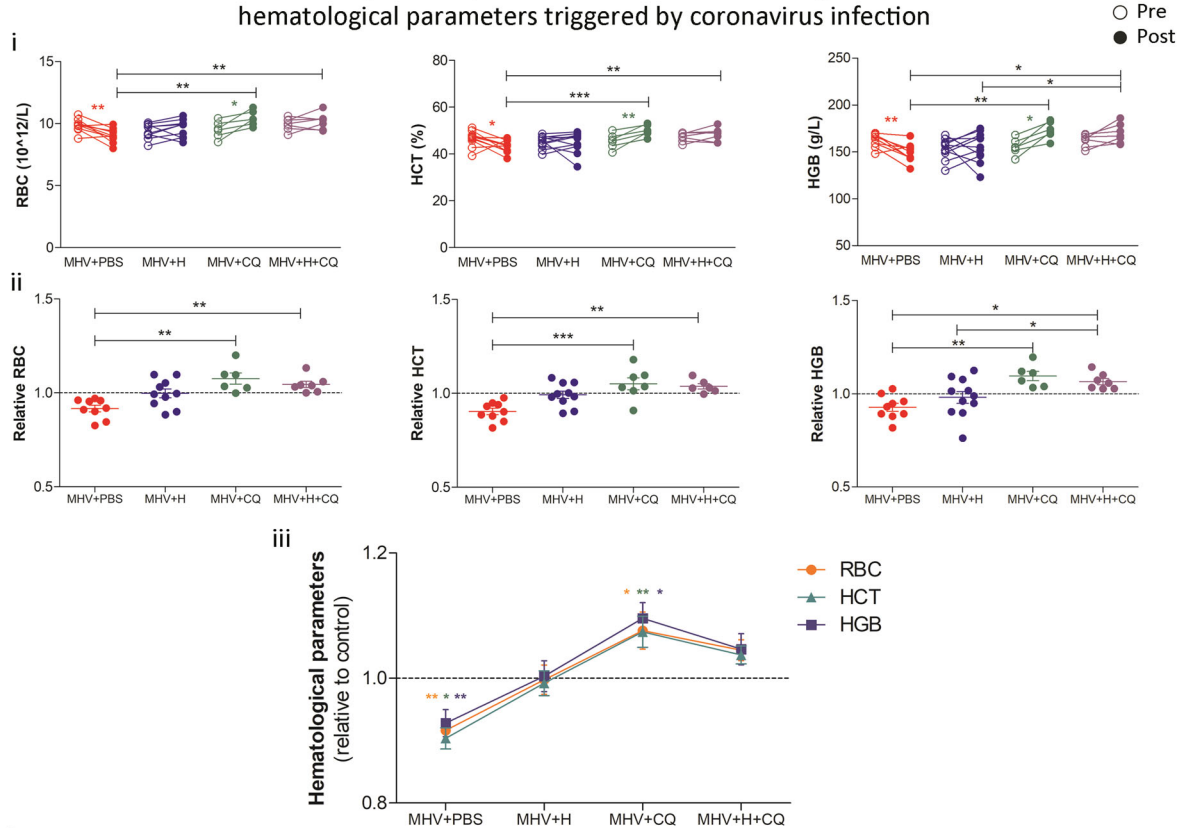 hematological parameters triggered by coronavirus infection
Pre
Post
i
RBC (10^12/L)
15
10
5
0
** ** ** *
MHV+PBS MHV+H MHV+CQ MHV+H+CQ
HCT (%)
80
60
40
20
0
** *** * **
MHV+PBS MHV+H MHV+CQ MHV+H+CQ
HGB (g/L)
250
200
150
100
50
* * ** ** *
MHV+PBS MHV+H MHV+CQ MHV+H+CQ
ii
Relative RBC
1.5
1.0
0.5
** **
MHV+PBS MHV+H MHV+CQ MHV+H+CQ
Relative HCT
1.5
1.0
0.5
** ***
MHV+PBS MHV+H MHV+CQ MHV+H+CQ
Relative HGB
1.5
1.0
0.5
* * **
MHV+PBS MHV+H MHV+CQ MHV+H+CQ
iii
Hematological parameters
(relative to control)
1.2
1.0
0.8
* ** *
** * **
MHV+PBS MHV+H MHV+CQ MHV+H+CQ
RBC
HCT
HGB